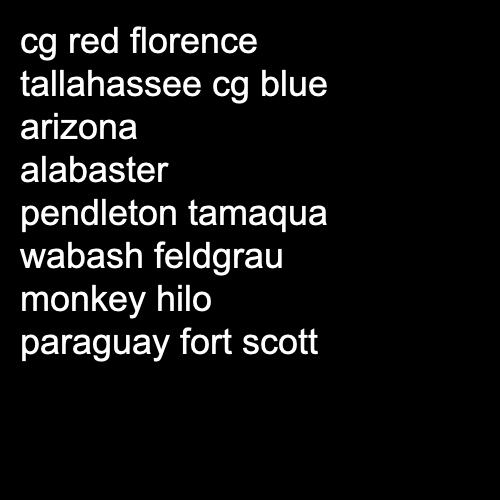 cg red florence
tallahassee cg blue
arizona
alabaster
pendleton tamaqua
wabash feldgrau
monkey hilo
paraguay fort scott